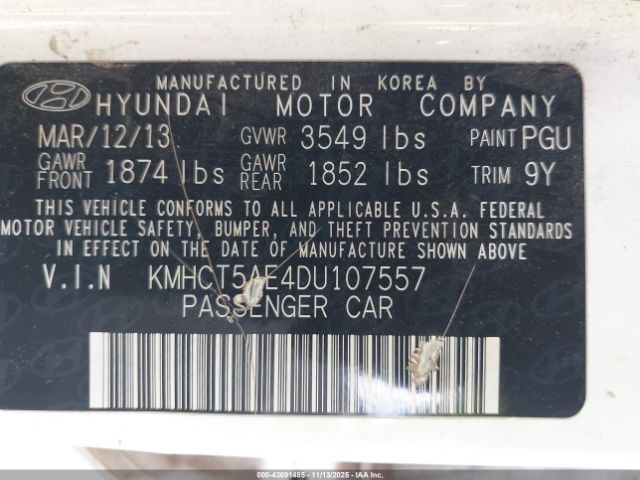 MANUFACTURED IN KOREA BY
HYUNDAI MOTOR COMPANY
MAR/12/13 GVWR 3549 lbs PAINT PGU
GAWR FRONT 1874 lbs GAWR REAR 1852 lbs TRIM 9Y
THIS VEHICLE CONFORMS TO ALL APPLICABLE U.S.A. FEDERAL
MOTOR VEHICLE SAFETY, BUMPER, AND THEFT PREVENTION STANDARDS
IN EFFECT ON THE DATE OF MANUFACTURE SHOWN ABOVE
V.I.N KMHCT5AE4DU107557
PASSENGER CAR
000-43691485 - 11/13/2025 - IAA Inc.